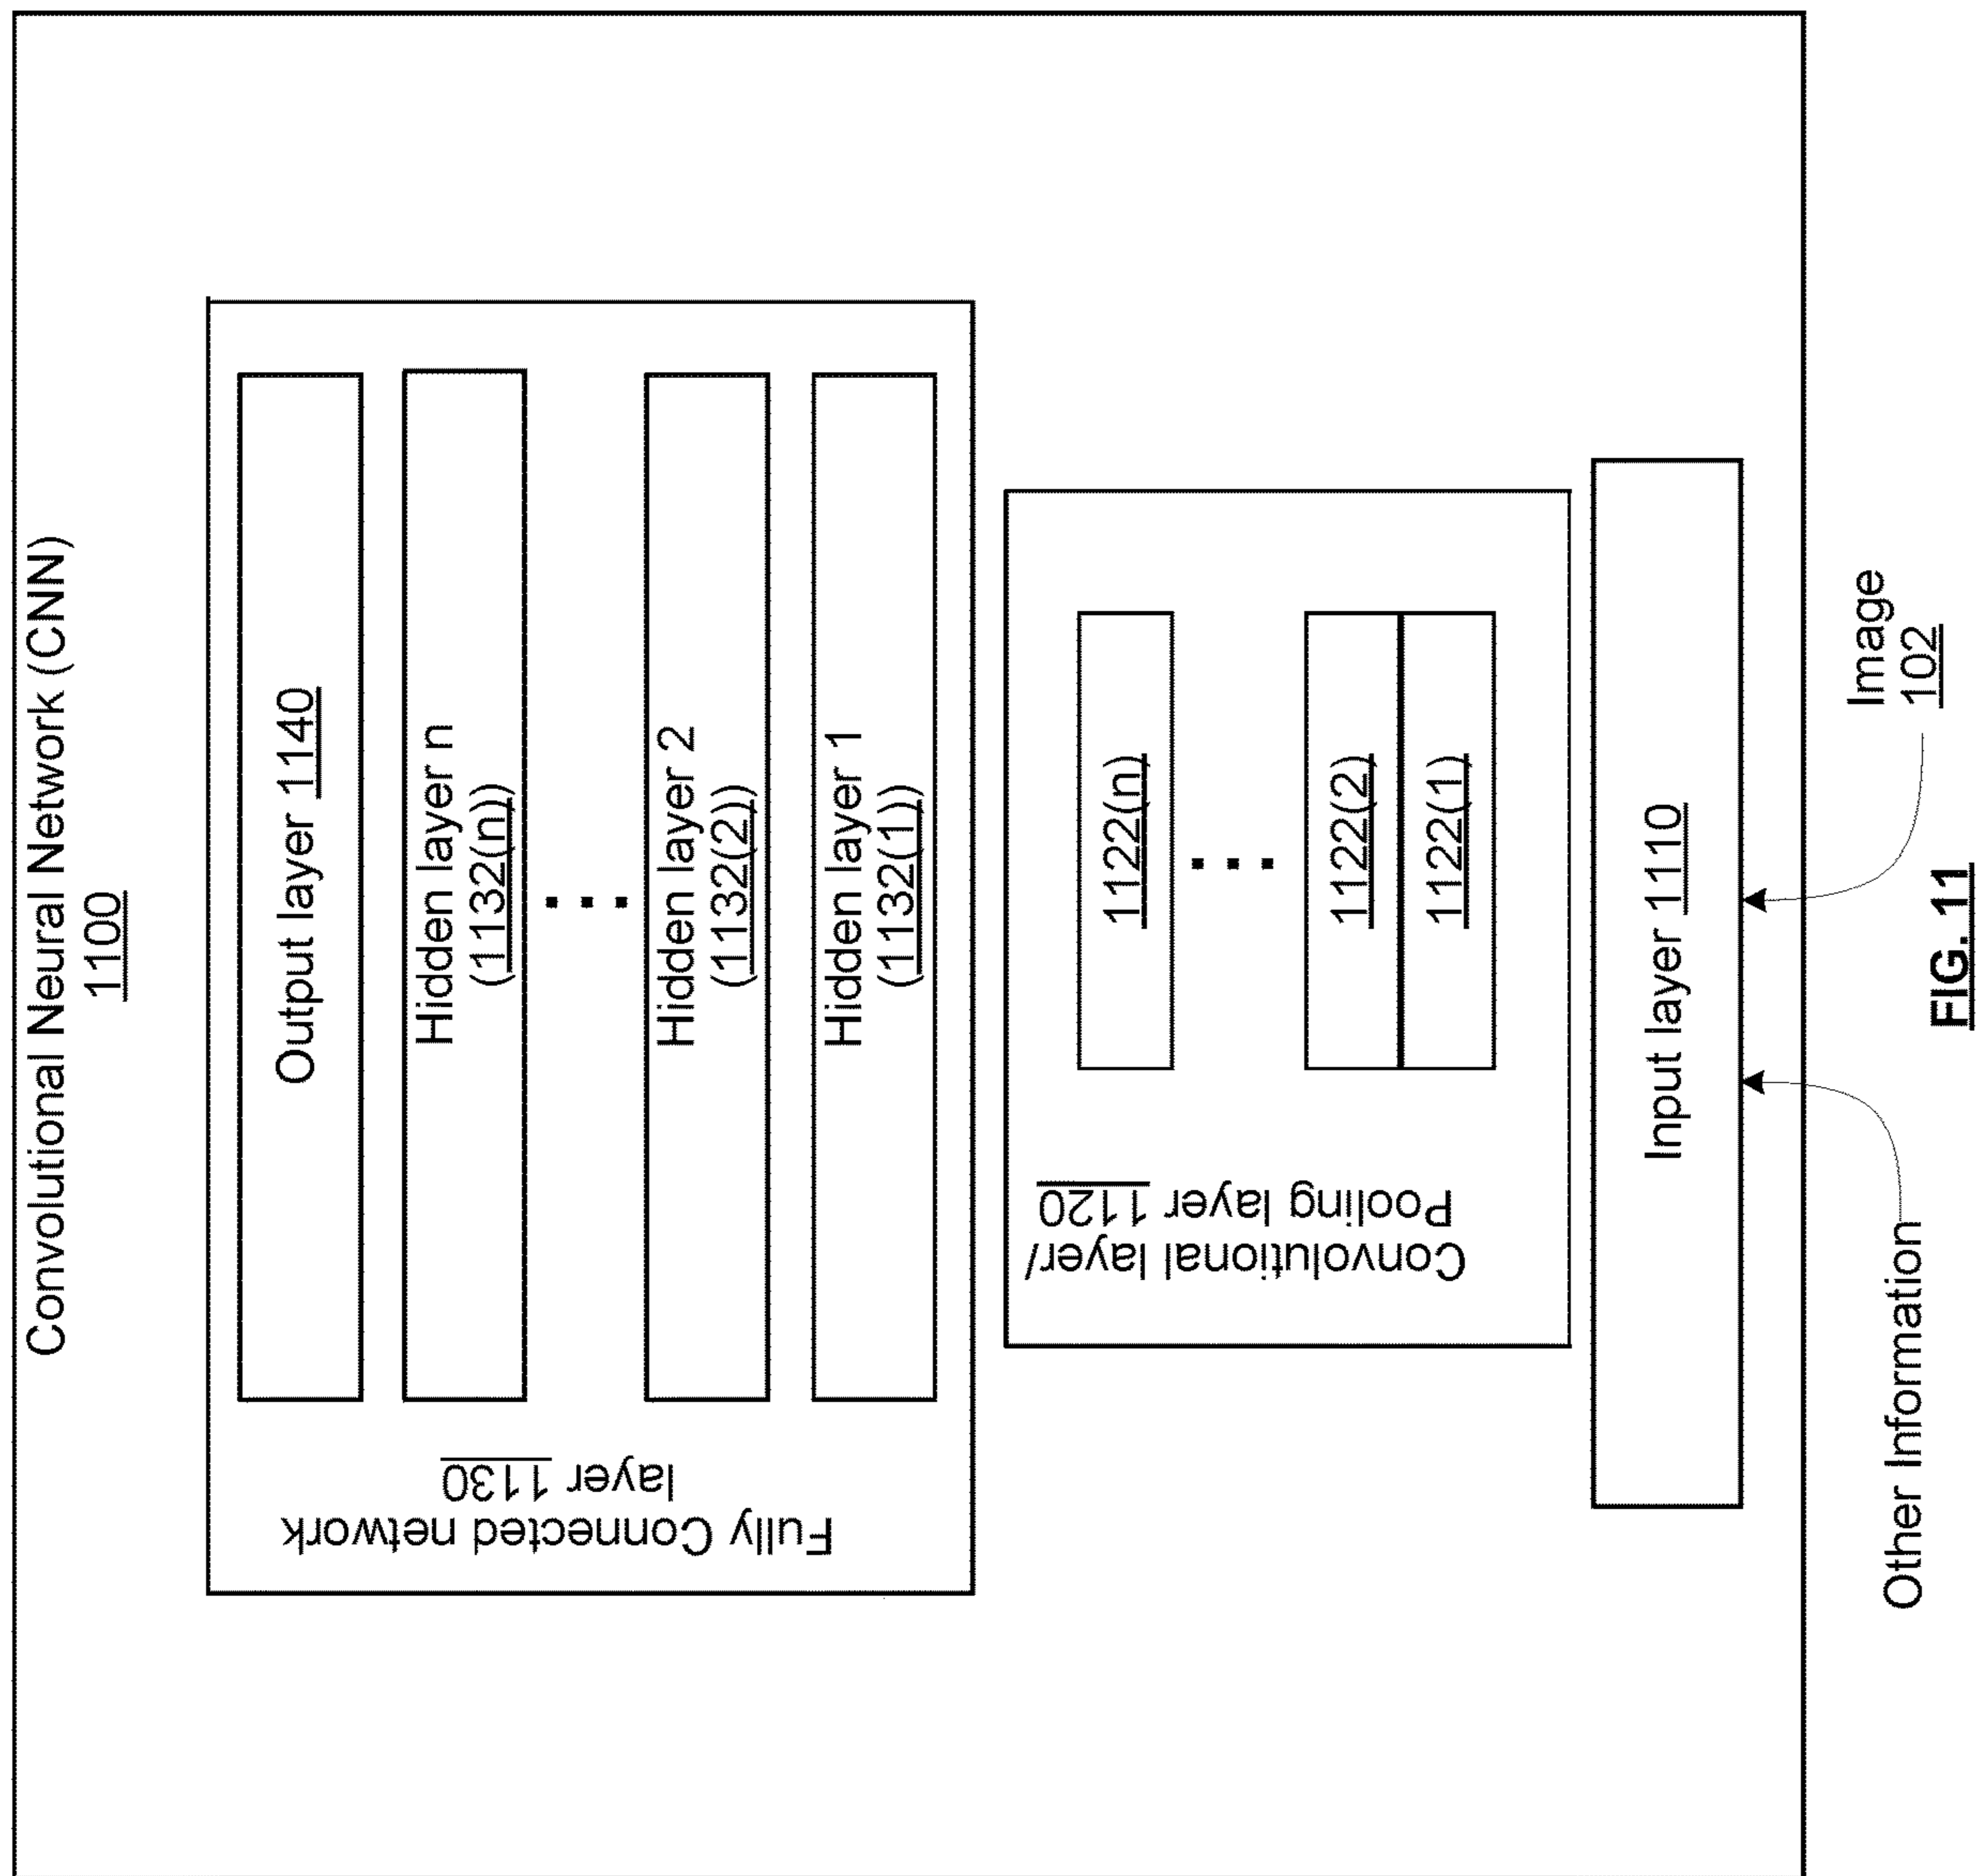 Convolutional Neural Network (CNN)
1100
Fully Connected network
layer 1130
Output layer 1140
Hidden layer n
(1132(n))
...
Hidden layer 2
(1132(2))
Hidden layer 1
(1132(1))
Convolutional layer/
Pooling layer 1120
1122(n)
...
1122(2)
1122(1)
Input layer 1110
Other Information
Image
102
FIG. 11